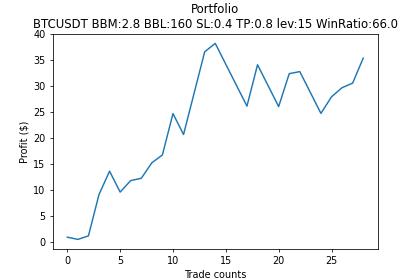 Portfolio
BTCUSDT BBM:2.8 BBL:160 SL:0.4 TP:0.8 lev:15 WinRatio:66.0
40
35
30
25
20
15
10
5
0
Profit ($)
0 5 10 15 20 25
Trade counts